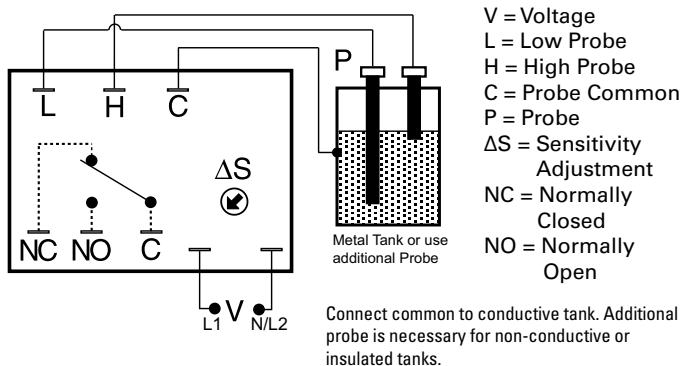 P
L H C
ΔS
NC NO C
L1 V N/L2
Metal Tank or use
additional Probe
V = Voltage
L = Low Probe
H = High Probe
C = Probe Common
P = Probe
ΔS = Sensitivity
Adjustment
NC = Normally
Closed
NO = Normally
Open
Connect common to conductive tank. Additional
probe is necessary for non-conductive or
insulated tanks.